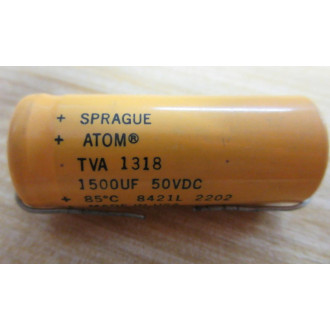 + SPRAGUE
+ ATOM®
TVA 1318
1500UF 50VDC
+ 85°C 8421L 2202